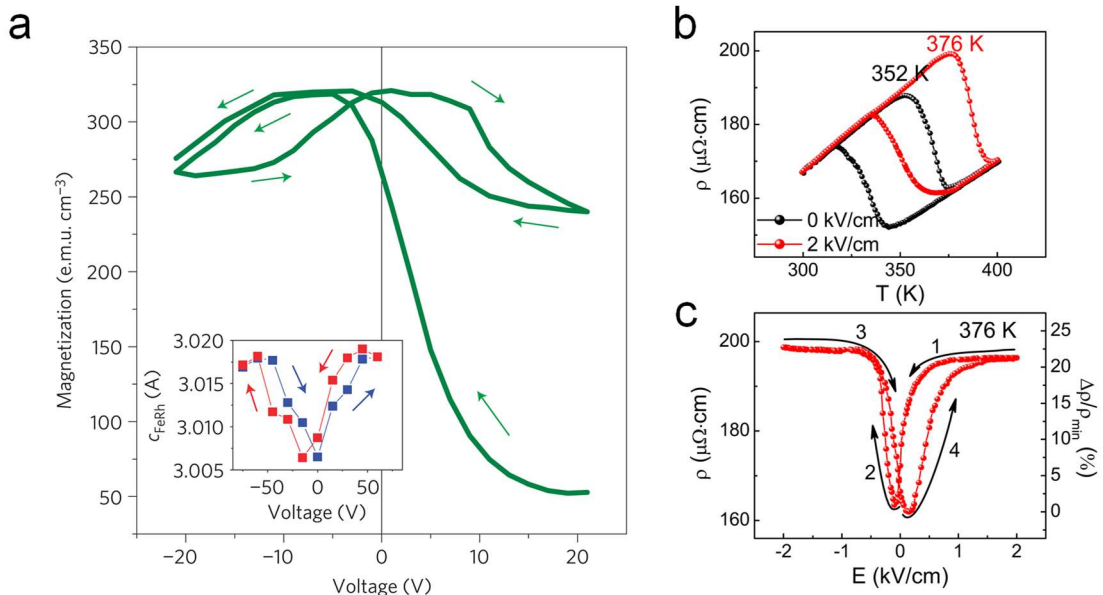 a
350
300
250
200
150
100
50
Magnetization (e.m.u. cm⁻³)
−20
−10
0
10
20
Voltage (V)
3.020
3.015
3.010
3.005
c_FeRh (A)
−50
0
50
Voltage (V)
b
200
180
160
ρ (μΩ·cm)
376 K
352 K
0 kV/cm
2 kV/cm
300
350
400
T (K)
c
200
180
160
ρ (μΩ·cm)
376 K
3
1
2
4
25
20
15
10
5
0
Δρ/ρ_min (%)
-2
-1
0
1
2
E (kV/cm)